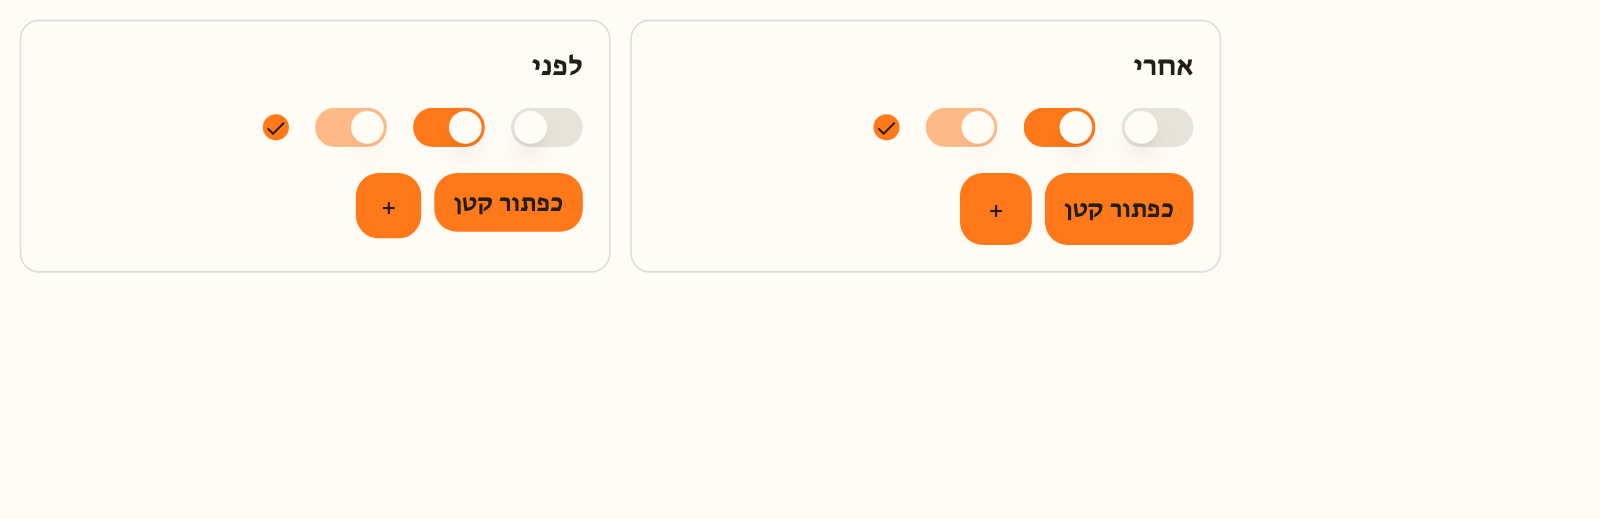 אחרי
כפתור קטן +
לפני
כפתור קטן +